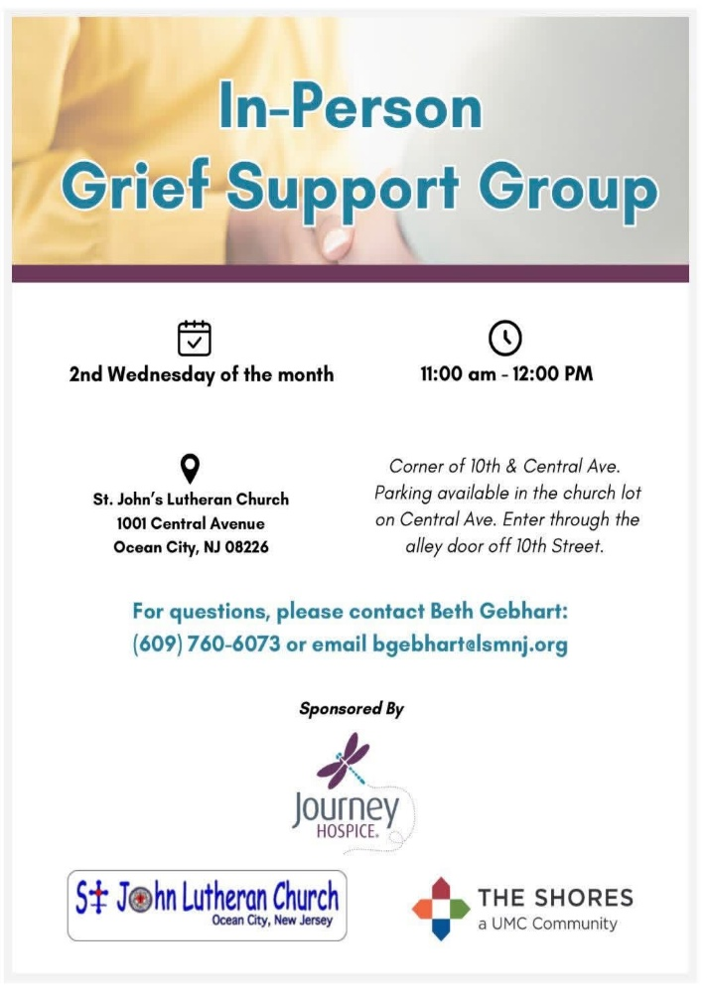 In-Person
Grief Support Group
2nd Wednesday of the month
11:00 am - 12:00 PM
St. John's Lutheran Church
1001 Central Avenue
Ocean City, NJ 08226
Corner of 10th & Central Ave.
Parking available in the church lot
on Central Ave. Enter through the
alley door off 10th Street.
For questions, please contact Beth Gebhart:
(609) 760-6073 or email bgebhart@lsmnj.org
Sponsored By
Journey
HOSPICE®
St John Lutheran Church
Ocean City, New Jersey
THE SHORES
a UMC Community